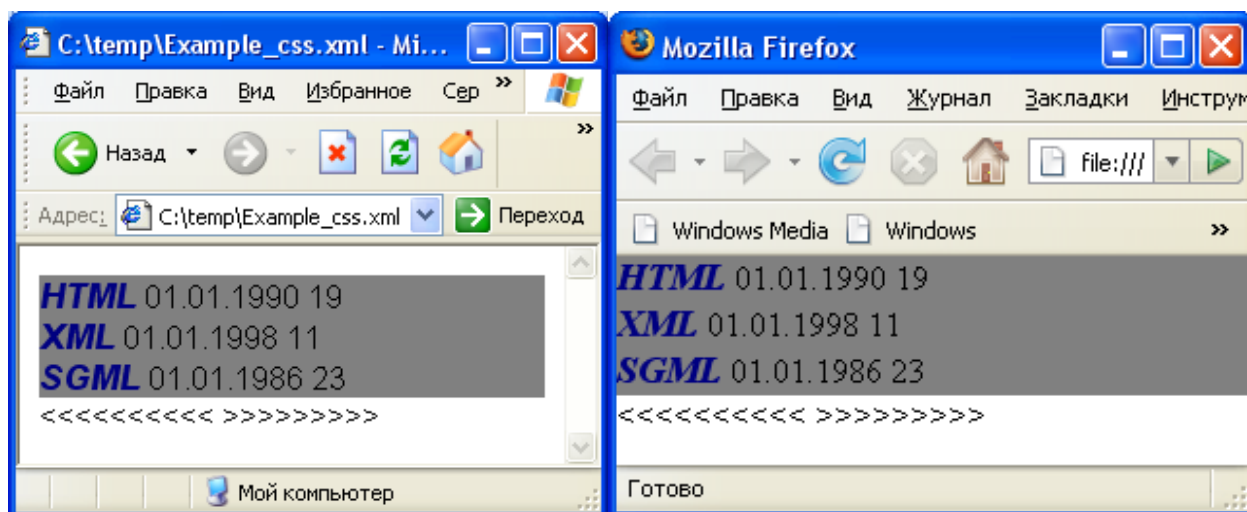 C:\temp\Example_css.xml - Mi...
Файл Правка Вид Избранное Сер »
Назад »
Адрес: C:\temp\Example_css.xml Переход
HTML 01.01.1990 19
XML 01.01.1998 11
SGML 01.01.1986 23
<<<<<<<<<< >>>>>>>>>
Мой компьютер
Mozilla Firefox
Файл Правка Вид Журнал Закладки Инструм
file:///
Windows Media Windows »
HTML 01.01.1990 19
XML 01.01.1998 11
SGML 01.01.1986 23
<<<<<<<<<< >>>>>>>>>
Готово